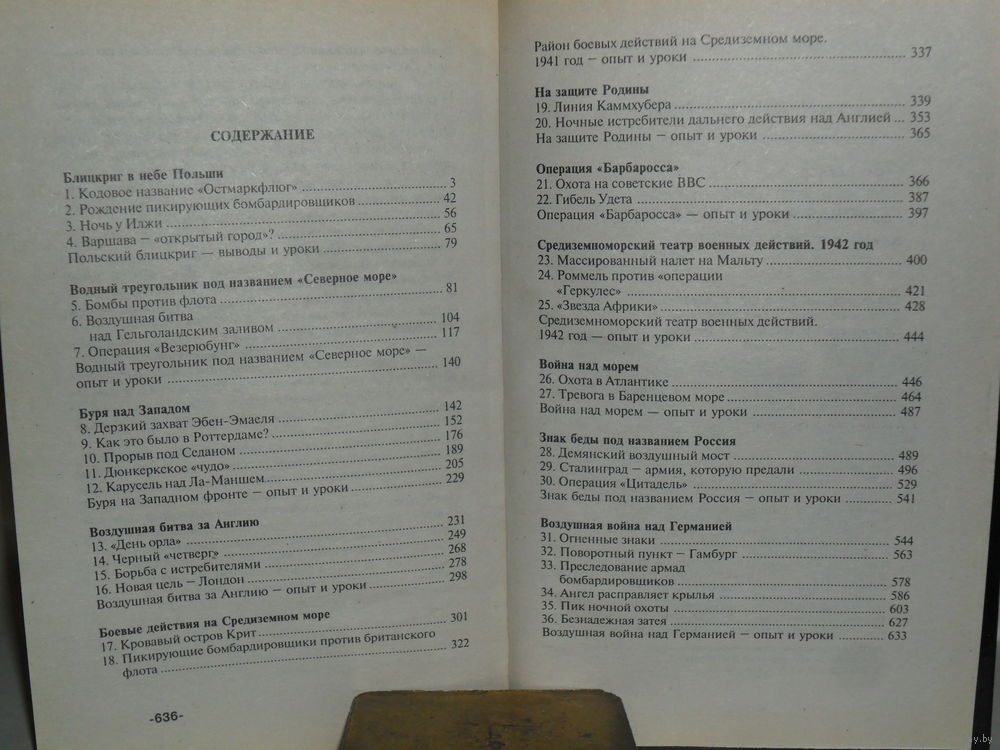 СОДЕРЖАНИЕ
Блицкриг в небе Польши
1. Кодовое название «Остмаркфлюг» 3
2. Рождение пикирующих бомбардировщиков 42
3. Ночь у Илжи 56
4. Варшава – «открытый город»? 65
Польский блицкриг — выводы и уроки 79
Водный треугольник под названием «Северное море»
5. Бомбы против флота 81
6. Воздушная битва
над Гельголандским заливом 104
7. Операция «Везерюбунг» 117
Водный треугольник под названием «Северное море» —
опыт и уроки 140
Буря над Западом
8. Дерзкий захват Эбен-Эмаеля 142
9. Как это было в Роттердаме? 152
10. Прорыв под Седаном 176
11. Дюнкеркское «чудо» 189
12. Карусель над Ла-Маншем 205
Буря на Западном фронте – опыт и уроки 229
Воздушная битва за Англию
13. «День орла» 231
14. Черный «четверг» 249
15. Борьба с истребителями 268
16. Новая цель – Лондон 278
Воздушная битва за Англию – опыт и уроки 298
Боевые действия на Средиземном море
17. Кровавый остров Крит 301
18. Пикирующие бомбардировщики против британского
флота 322
-636-
Район боевых действий на Средиземном море.
1941 год – опыт и уроки 337
На защите Родины
19. Линия Каммхубера 339
20. Ночные истребители дальнего действия над Англией ... 353
На защите Родины – опыт и уроки 365
Операция «Барбаросса»
21. Охота на советские ВВС 366
22. Гибель Удета 387
Операция «Барбаросса» — опыт и уроки 397
Средиземноморский театр военных действий. 1942 год
23. Массированный налет на Мальту 400
24. Роммель против «операции
«Геркулес» 421
25. «Звезда Африки» 428
Средиземноморский театр военных действий.
1942 год — опыт и уроки 444
Война над морем
26. Охота в Атлантике 446
27. Тревога в Баренцевом море 464
Война над морем — опыт и уроки 487
Знак беды под названием Россия
28. Демянский воздушный мост 489
29. Сталинград – армия, которую предали 496
30. Операция «Цитадель» 529
Знак беды под названием Россия – опыт и уроки 541
Воздушная война над Германией
31. Огненные знаки 544
32. Поворотный пункт – Гамбург 563
33. Преследование армад
бомбардировщиков 578
34. Ангел расправляет крылья 586
35. Пик ночной охоты 603
36. Безнадежная затея 627
Воздушная война над Германией – опыт и уроки 633